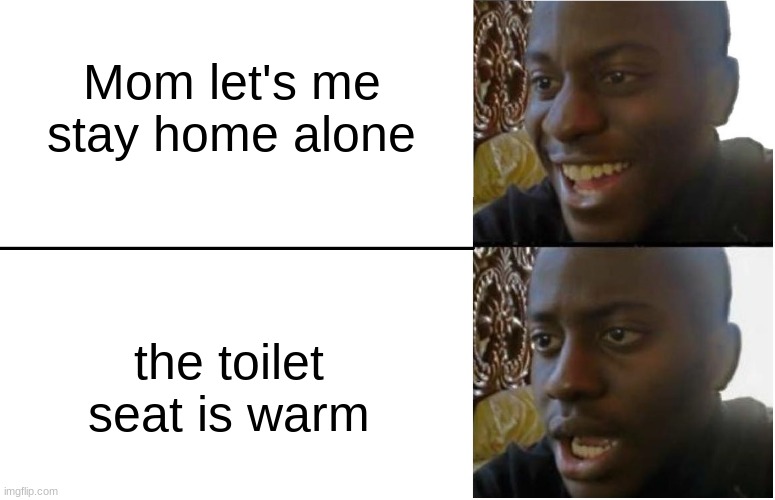 Mom let's me
stay home alone
the toilet
seat is warm
imgflip.com